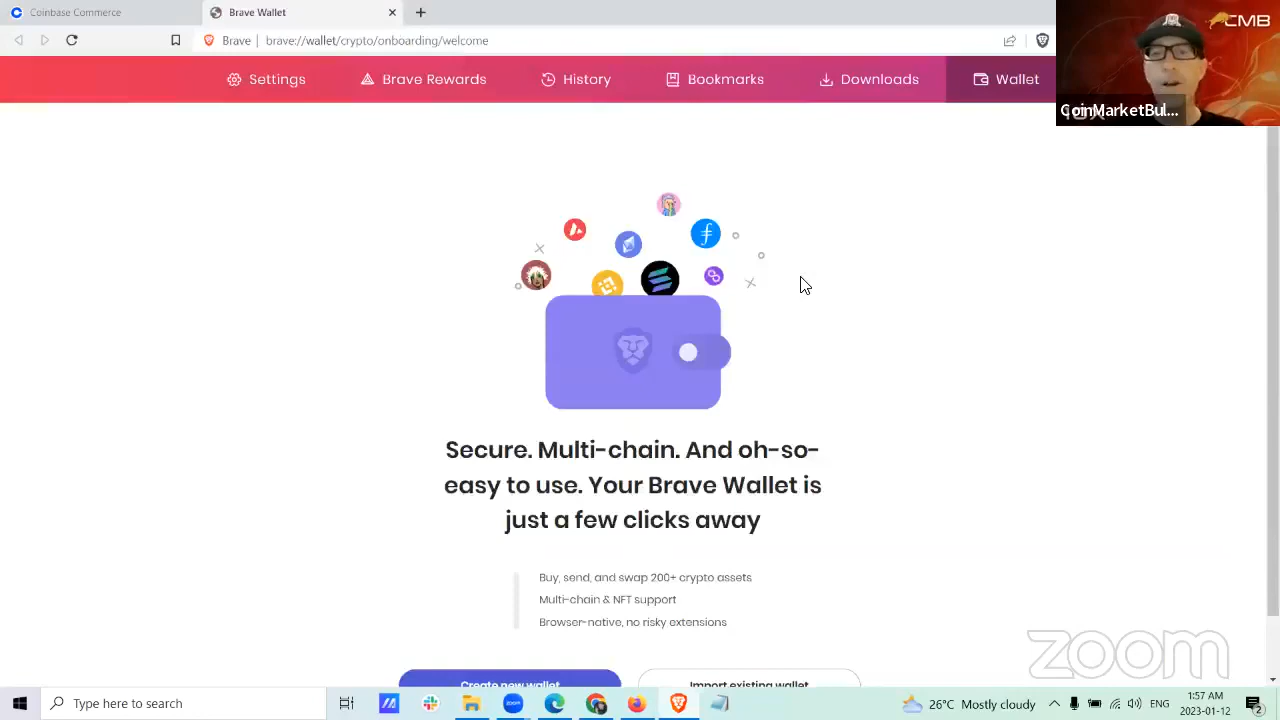 Coinbase Commerce
Brave Wallet
Brave | brave://wallet/crypto/onboarding/welcome
Settings
Brave Rewards
History
Bookmarks
Downloads
Wallet
CMB
CoinMarketBul...
Secure. Multi-chain. And oh-so-
easy to use. Your Brave Wallet is
just a few clicks away
Buy, send, and swap 200+ crypto assets
Multi-chain & NFT support
Browser-native, no risky extensions
Create new wallet
Import existing wallet
zoom
Type here to search
zoom
26°C Mostly cloudy
ENG
1:57 AM
2023-01-12
2